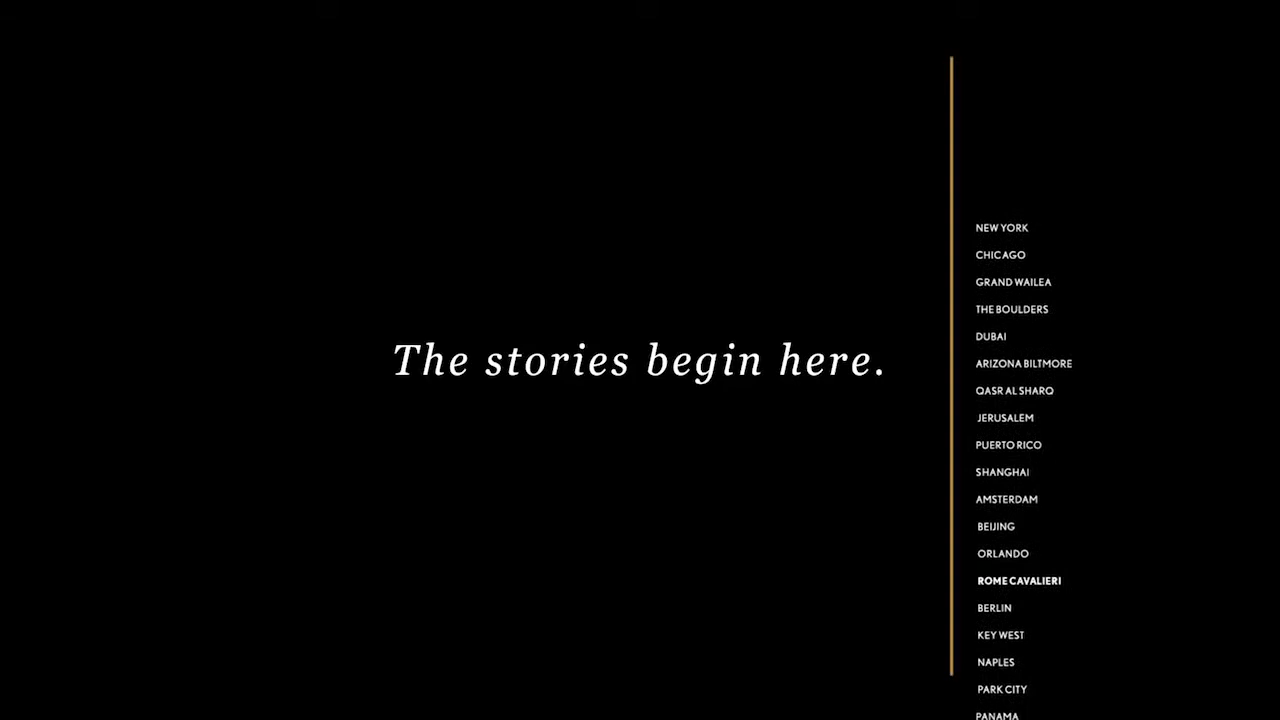 The stories begin here.
NEW YORK
CHICAGO
GRAND WAILEA
THE BOULDERS
DUBAI
ARIZONA BILTMORE
QASR AL SHARQ
JERUSALEM
PUERTO RICO
SHANGHAI
AMSTERDAM
BEIJING
ORLANDO
ROME CAVALIERI
BERLIN
KEY WEST
NAPLES
PARK CITY
PANAMA